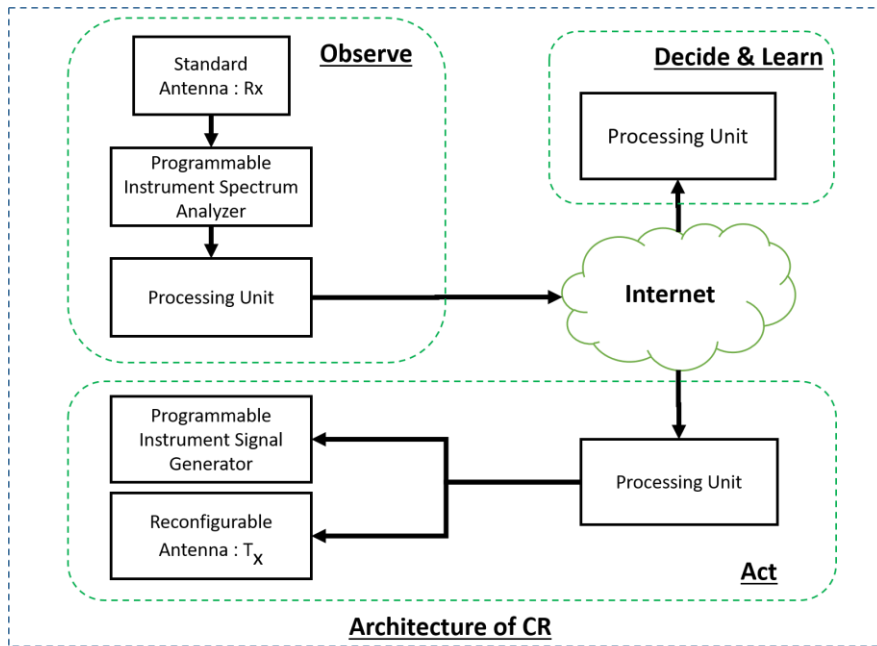 Observe
Standard
Antenna : Rx
Programmable
Instrument Spectrum
Analyzer
Processing Unit
Decide & Learn
Processing Unit
Internet
Programmable
Instrument Signal
Generator
Reconfigurable
Antenna : Tx
Processing Unit
Act
Architecture of CR